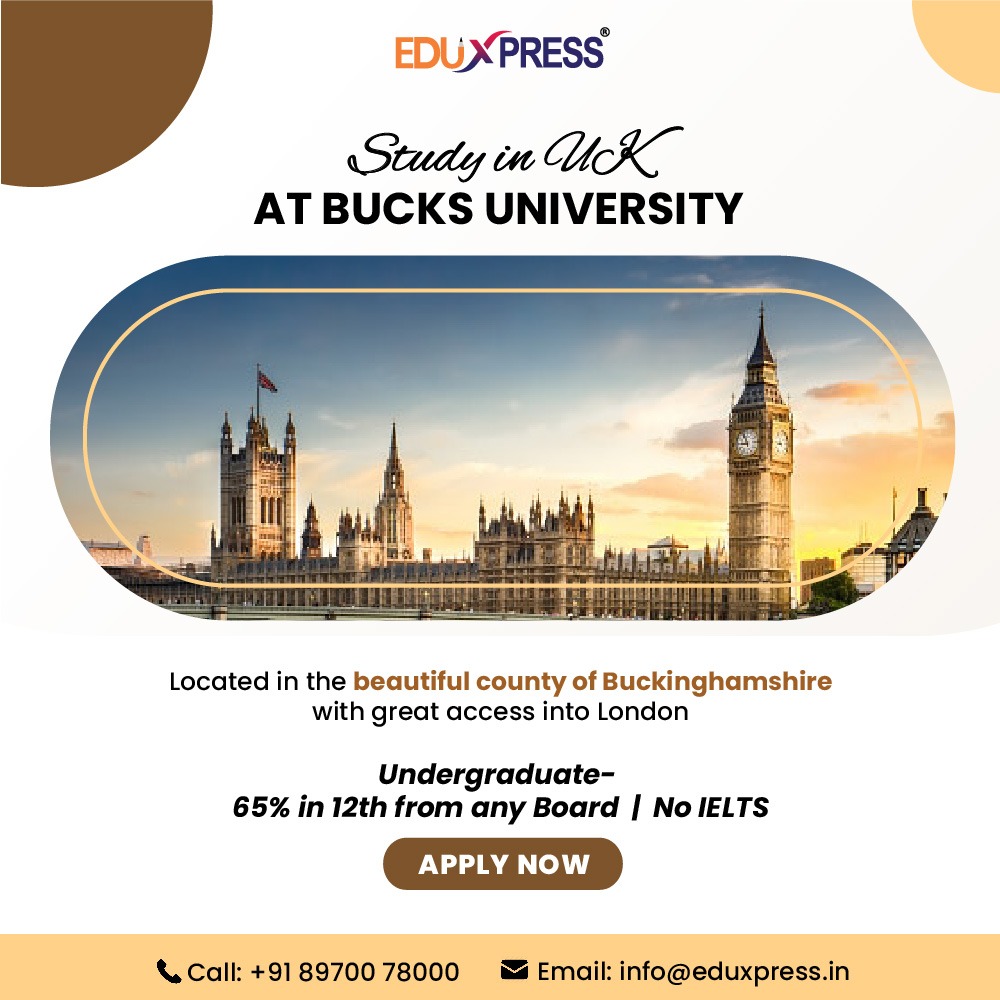 EDUXPRESS®
Study in UK
AT BUCKS UNIVERSITY
Located in the beautiful county of Buckinghamshire
with great access into London
Undergraduate-
65% in 12th from any Board | No IELTS
APPLY NOW
Call: +91 89700 78000 Email: info@eduxpress.in